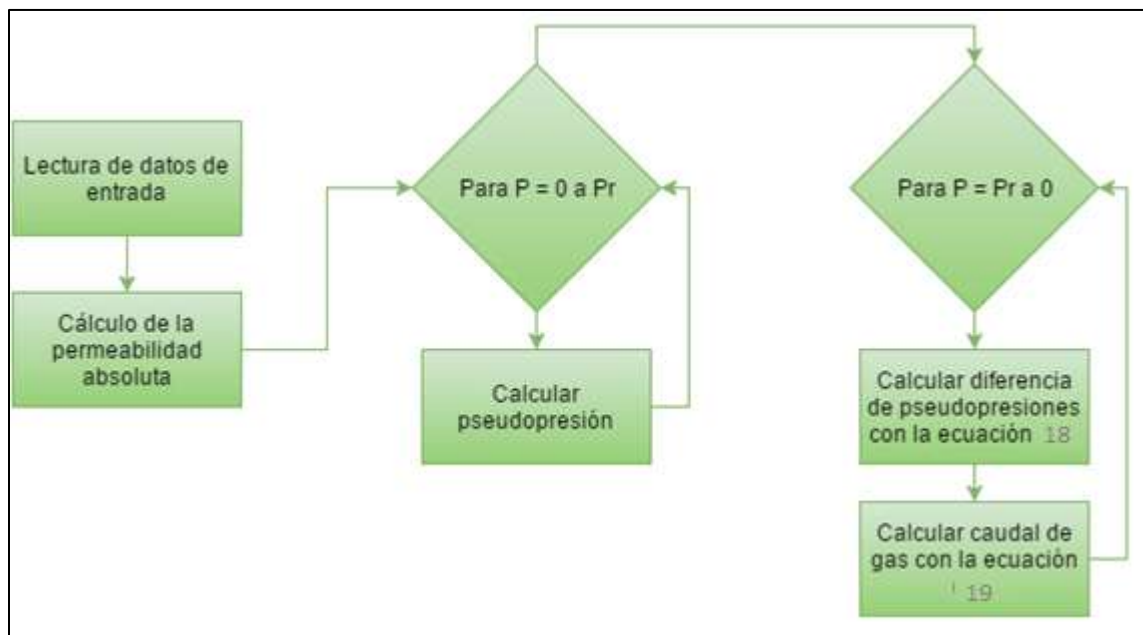 Lectura de datos de
entrada
Cálculo de la
permeabilidad
absoluta
Para P = 0 a Pr
Calcular
pseudopresión
Para P = Pr a 0
Calcular diferencia
de pseudopresiones
con la ecuación 18
Calcular caudal de
gas con la ecuación
19